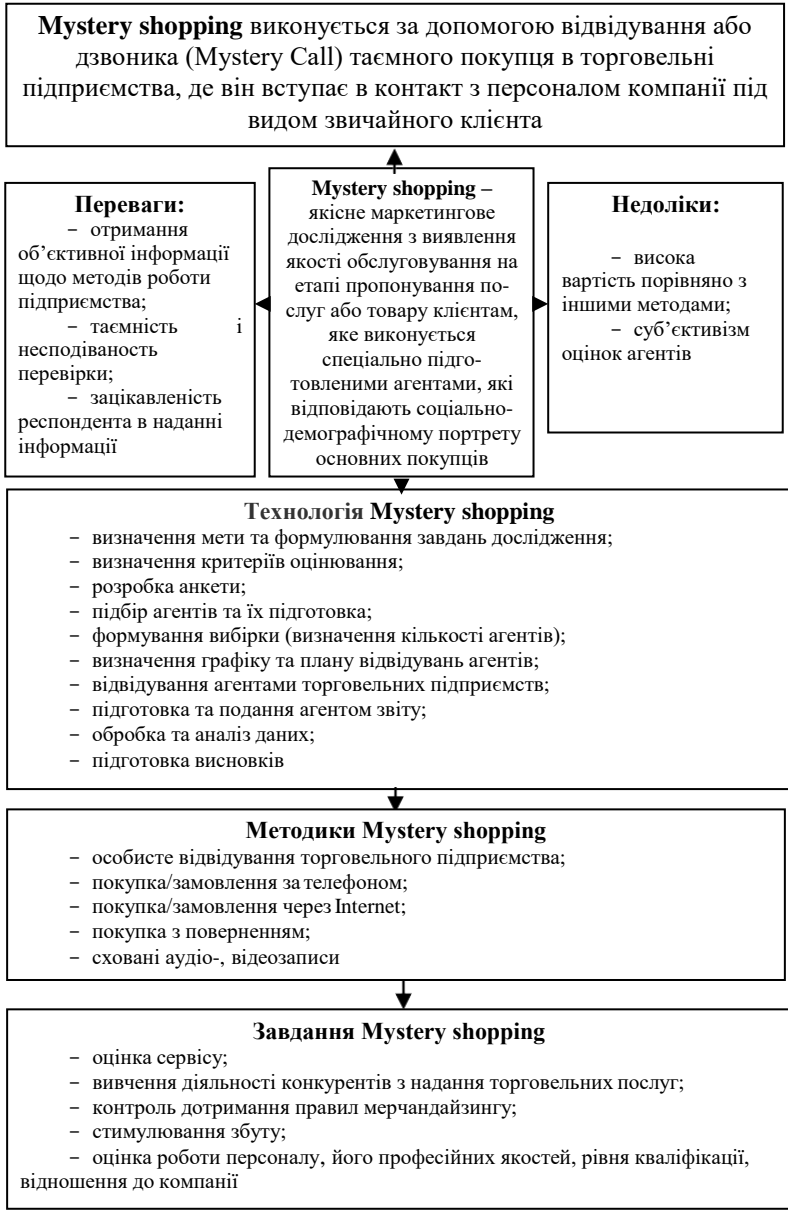 Mystery shopping виконується за допомогою відвідування або
дзвоника (Mystery Call) таємного покупця в торговельні
підприємства, де він вступає в контакт з персоналом компанії під
видом звичайного клієнта
Переваги:
− отримання
об’єктивної інформації
щодо методів роботи
підприємства;
− таємність і
несподіваность
перевірки;
− зацікавленість
респондента в наданні
інформації
Mystery shopping –
якісне маркетингове
дослідження з виявлення
якості обслуговування на
етапі пропонування по-
слуг або товару клієнтам,
яке виконується
спеціально підго-
товленими агентами, які
відповідають соціально-
демографічному портрету
основних покупців
Недоліки:
− висока
вартість порівняно з
іншими методами;
− суб’єктивізм
оцінок агентів
Технологія Mystery shopping
− визначення мети та формулювання завдань дослідження;
− визначення критеріїв оцінювання;
− розробка анкети;
− підбір агентів та їх підготовка;
− формування вибірки (визначення кількості агентів);
− визначення графіку та плану відвідувань агентів;
− відвідування агентами торговельних підприємств;
− підготовка та подання агентом звіту;
− обробка та аналіз даних;
− підготовка висновків
Методики Mystery shopping
− особисте відвідування торговельного підприємства;
− покупка/замовлення за телефоном;
− покупка/замовлення через Internet;
− покупка з поверненням;
− сховані аудіо-, відеозаписи
Завдання Mystery shopping
− оцінка сервісу;
− вивчення діяльності конкурентів з надання торговельних послуг;
− контроль дотримання правил мерчандайзингу;
− стимулювання збуту;
− оцінка роботи персоналу, його професійних якостей, рівня кваліфікації,
відношення до компанії